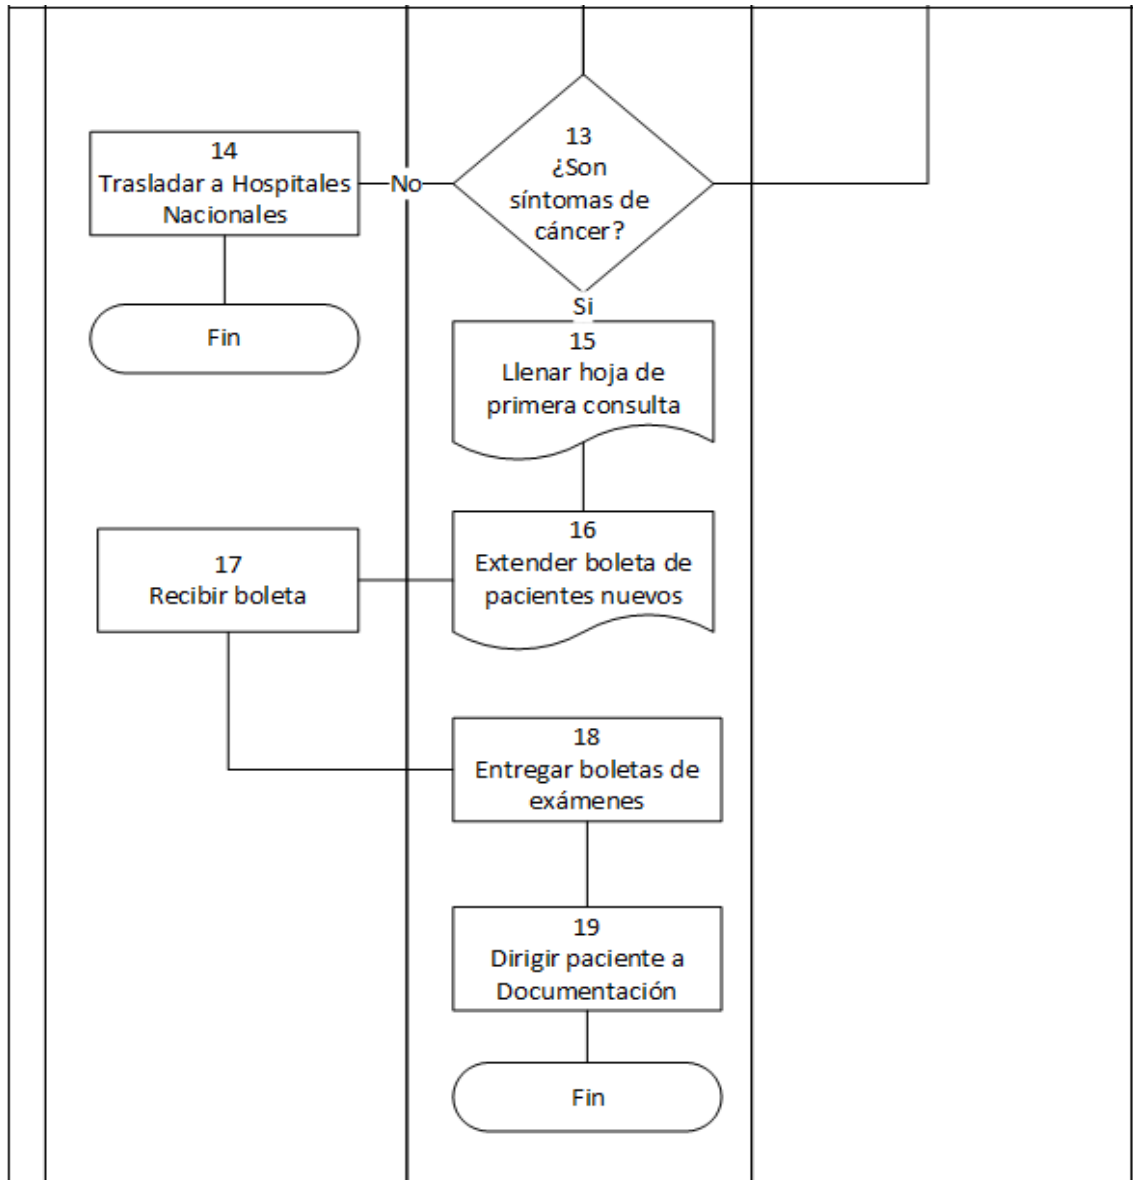 13
¿Son
síntomas de
cáncer?
No
14
Trasladar a Hospitales
Nacionales
Fin
Si
15
Llenar hoja de
primera consulta
16
Extender boleta de
pacientes nuevos
17
Recibir boleta
18
Entregar boletas de
exámenes
19
Dirigir paciente a
Documentación
Fin